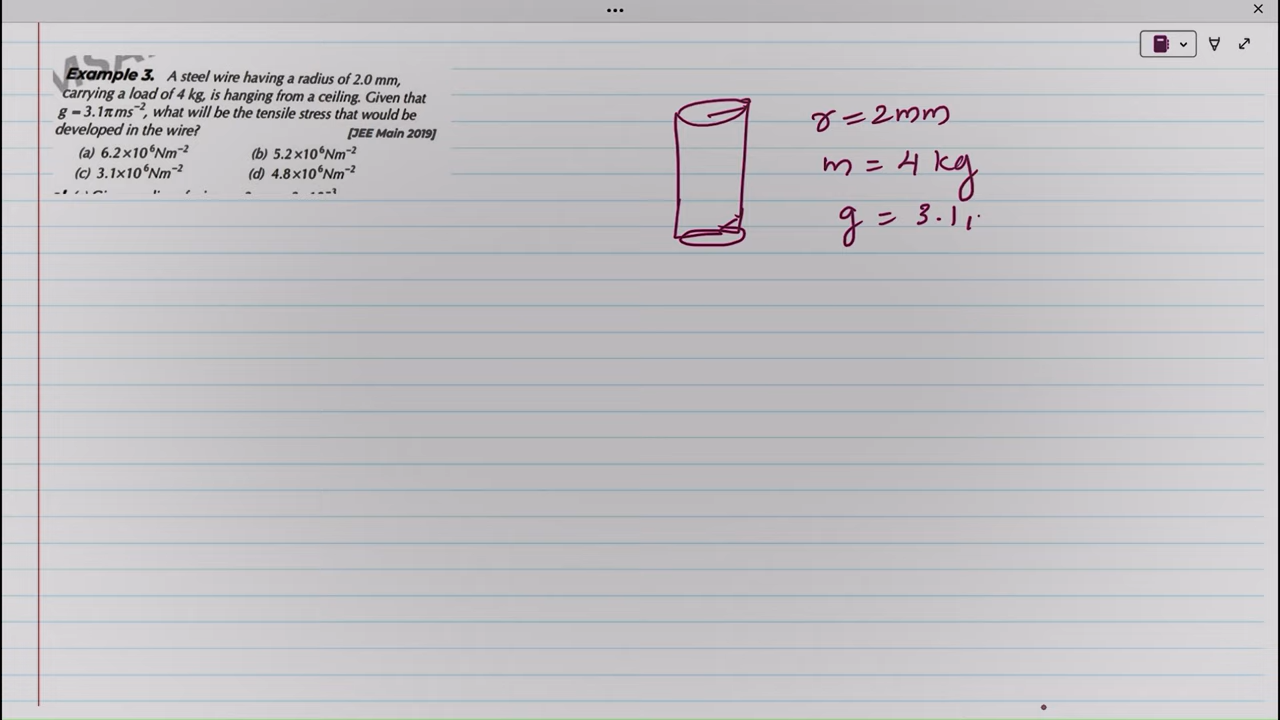 Example 3. A steel wire having a radius of 2.0 mm,
carrying a load of 4 kg, is hanging from a ceiling. Given that
g = 3.1π ms⁻², what will be the tensile stress that would be
developed in the wire? [JEE Main 2019]
(a) 6.2×10⁶Nm⁻² (b) 5.2×10⁶Nm⁻²
(c) 3.1×10⁶Nm⁻² (d) 4.8×10⁶Nm⁻²
r = 2mm
m = 4 kg
g = 3.1